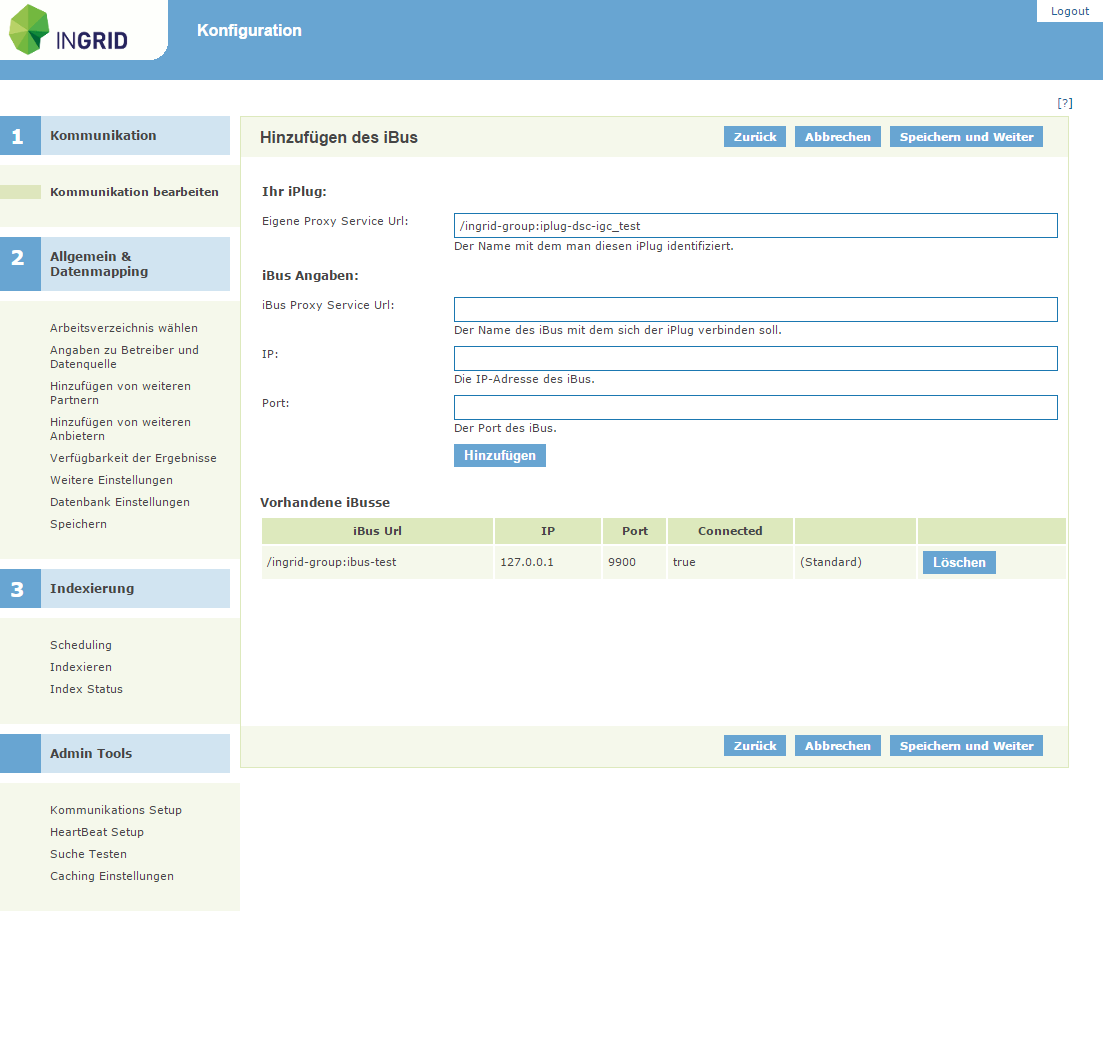 INGRID
Konfiguration
Logout
[?]
1 Kommunikation
Kommunikation bearbeiten
2 Allgemein &
Datenmapping
Arbeitsverzeichnis wählen
Angaben zu Betreiber und
Datenquelle
Hinzufügen von weiteren
Partnern
Hinzufügen von weiteren
Anbietern
Verfügbarkeit der Ergebnisse
Weitere Einstellungen
Datenbank Einstellungen
Speichern
3 Indexierung
Scheduling
Indexieren
Index Status
Admin Tools
Kommunikations Setup
HeartBeat Setup
Suche Testen
Caching Einstellungen
Hinzufügen des iBus Zurück Abbrechen Speichern und Weiter
Ihr iPlug:
Eigene Proxy Service Url: /ingrid-group:iplug-dsc-igc_test
Der Name mit dem man diesen iPlug identifiziert.
iBus Angaben:
iBus Proxy Service Url:
Der Name des iBus mit dem sich der iPlug verbinden soll.
IP:
Die IP-Adresse des iBus.
Port:
Der Port des iBus.
Hinzufügen
Vorhandene iBusse
iBus Url IP Port Connected
/ingrid-group:ibus-test 127.0.0.1 9900 true (Standard) Löschen
Zurück Abbrechen Speichern und Weiter